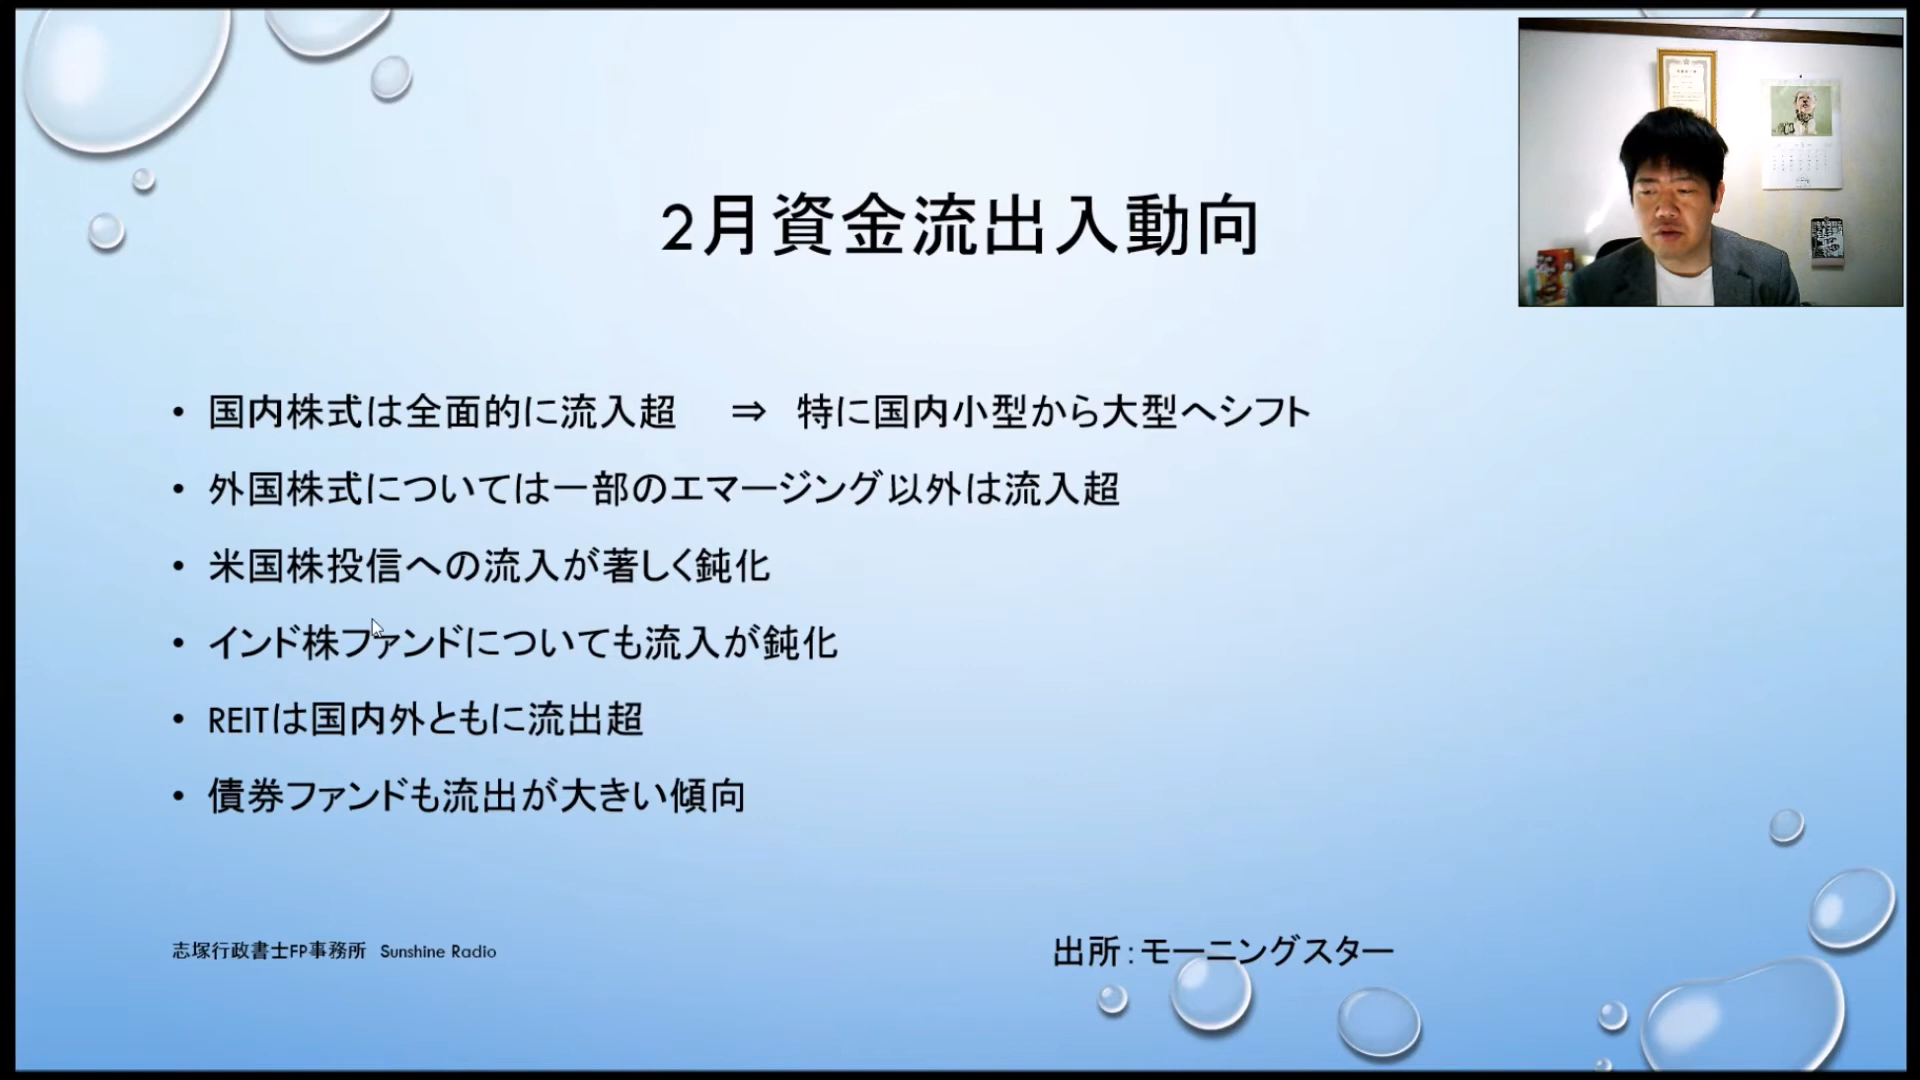 2月資金流出入動向
• 国内株式は全面的に流入超　⇒　特に国内小型から大型へシフト
• 外国株式については一部のエマージング以外は流入超
• 米国株投信への流入が著しく鈍化
• インド株ファンドについても流入が鈍化
• REITは国内外ともに流出超
• 債券ファンドも流出が大きい傾向
志塚行政書士FP事務所　Sunshine Radio
出所：モーニングスター